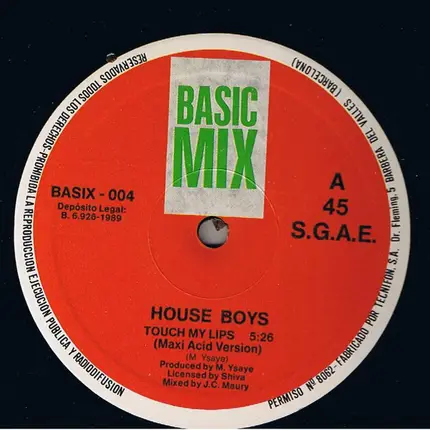 BASIC
MIX
BASIX - 004
Depósito Legal:
B. 6.926-1989
A
45
S.G.A.E.
HOUSE BOYS
TOUCH MY LIPS 5:26
(Maxi Acid Version)
(M Ysaye)
Produced by M. Ysaye
Licensed by Shiva
Mixed by J.C. Maury
RESERVADOS TODOS LOS DERECHOS-PROHIBIDA LA REPRODUCCION EJECUCION PUBLICA Y RADIODIFUSION
PERMISO Nº 8062-FABRICADO POR TECNITON, S.A. Dr. Fleming, 5 BARBERA DEL VALLES (BARCELONA)